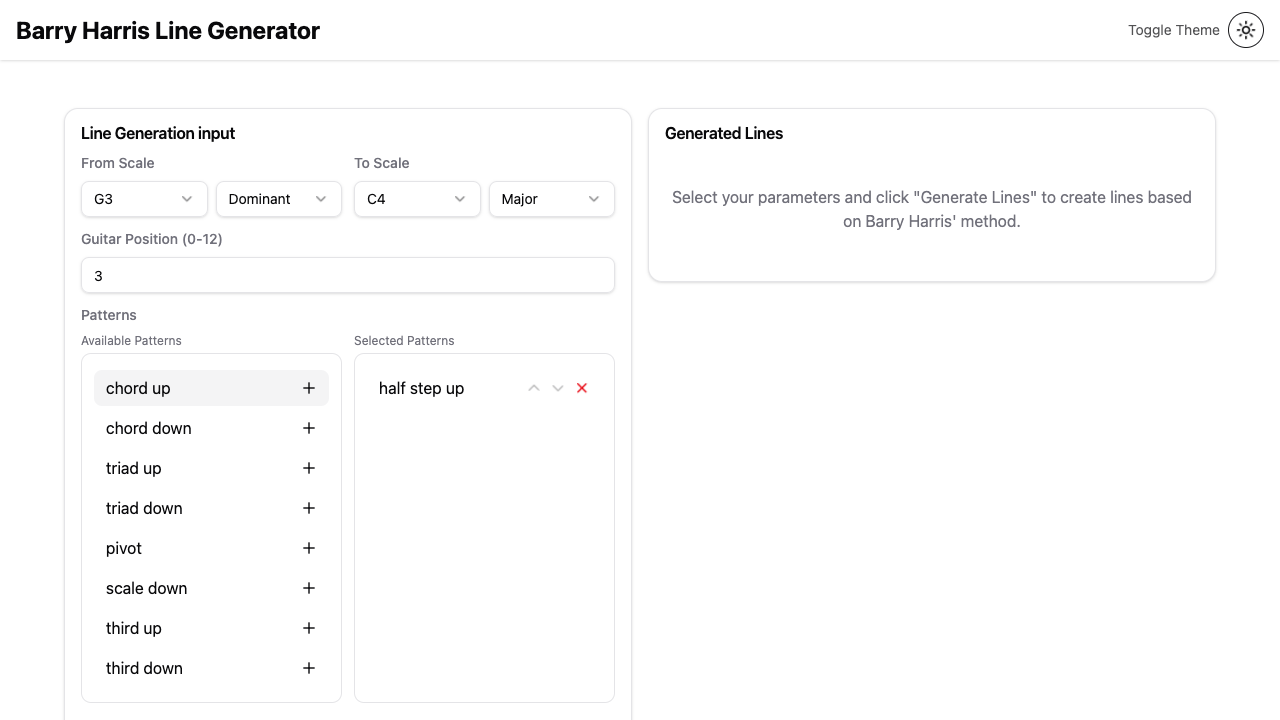 Barry Harris Line Generator
Toggle Theme
Line Generation input
From Scale
To Scale
G3
Dominant
C4
Major
Guitar Position (0-12)
3
Patterns
Available Patterns
Selected Patterns
chord up
chord down
triad up
triad down
pivot
scale down
third up
third down
half step up
Generated Lines
Select your parameters and click "Generate Lines" to create lines based
on Barry Harris' method.